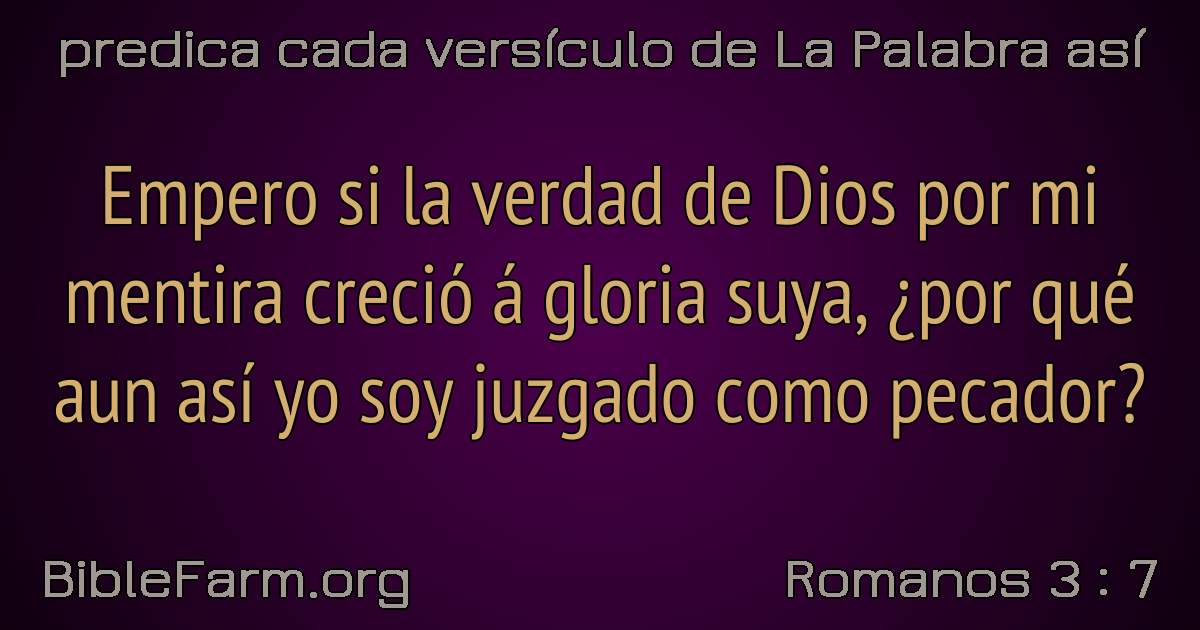 predica cada versículo de La Palabra así
Empero si la verdad de Dios por mi
mentira creció á gloria suya, ¿por qué
aun así yo soy juzgado como pecador?
BibleFarm.org
Romanos 3 : 7